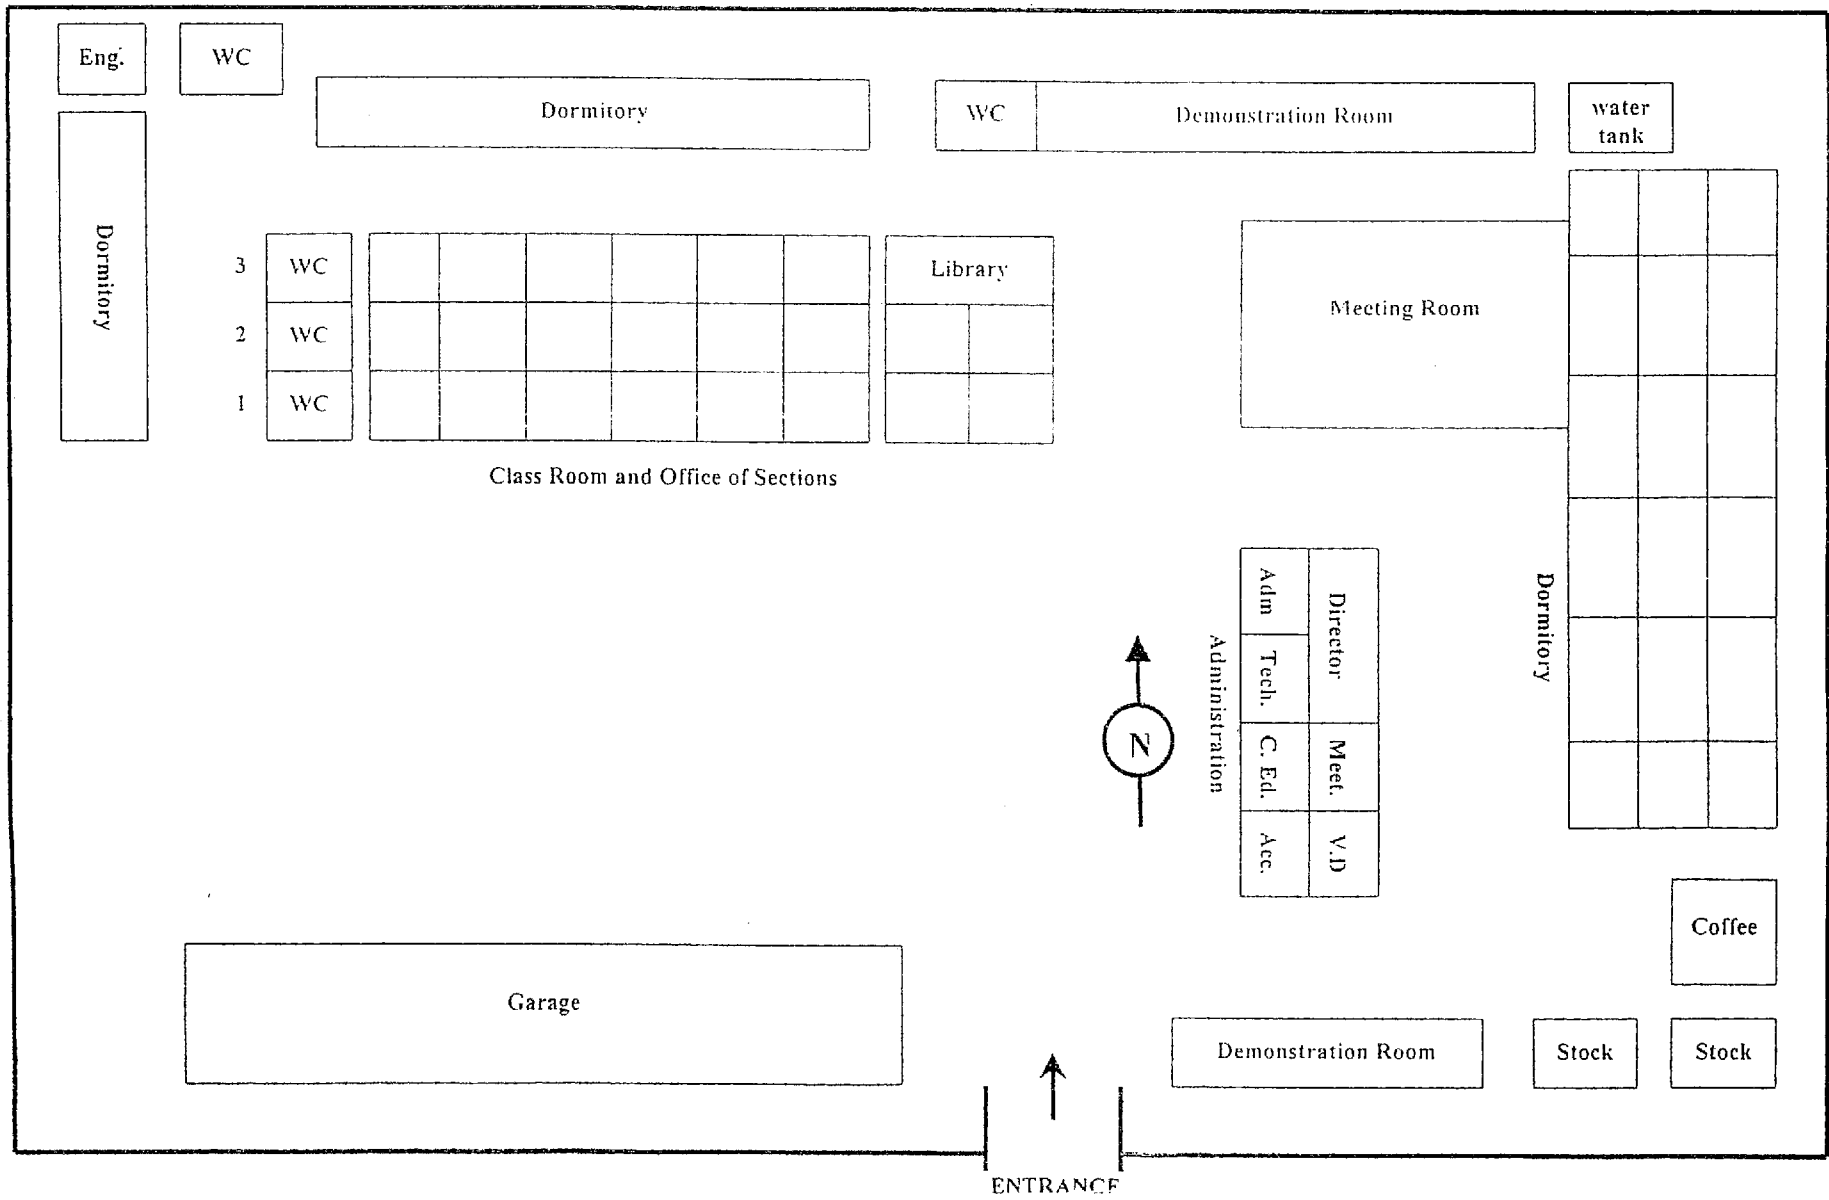 Eng.
WC
Dormitory
WC
Demonstration Room
water
tank
Dormitory
3
WC
Library
2
WC
1
WC
Class Room and Office of Sections
Meeting Room
Dormitory
Administration
Adm
Director
Tech.
C. Ed.
Meet.
Acc.
V.D
N
Coffee
Garage
Demonstration Room
Stock
Stock
ENTRANCE